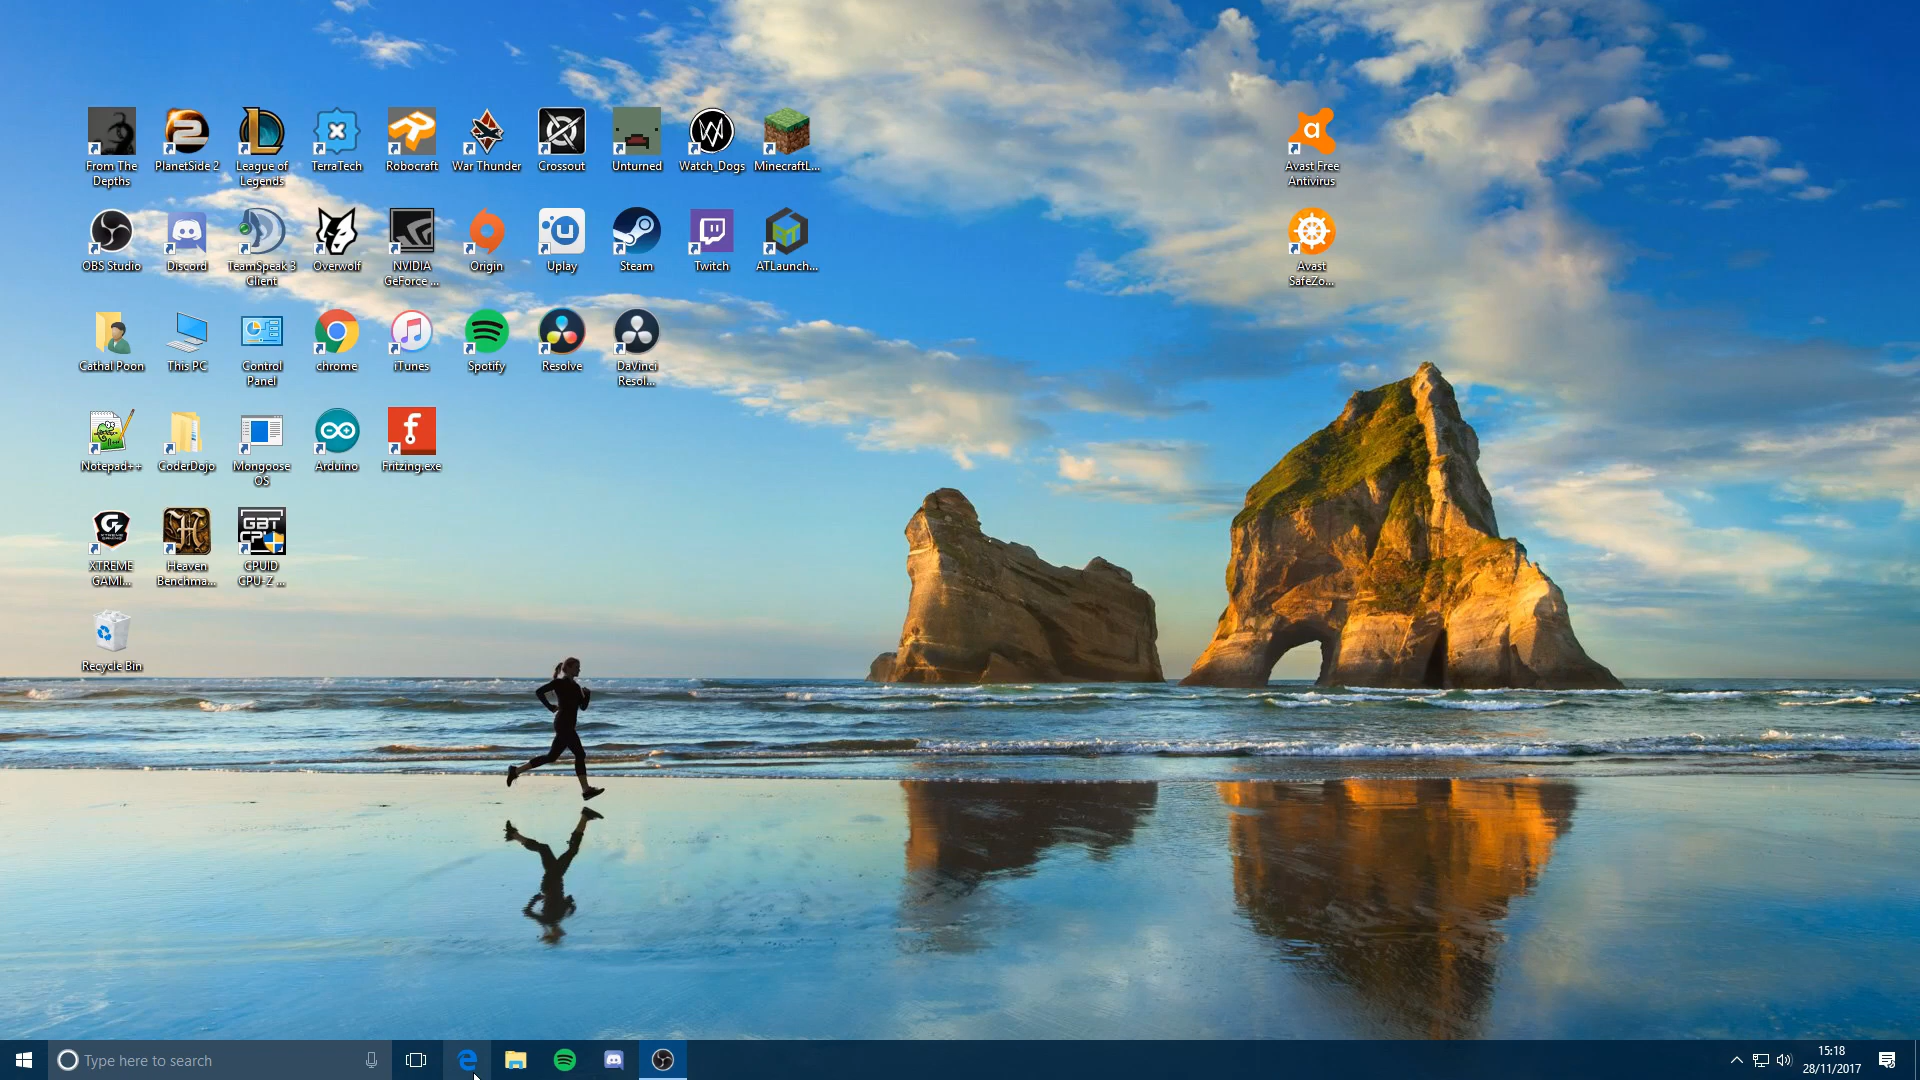 From The
Depths
PlanetSide 2
League of
Legends
TerraTech
Robocraft
War Thunder
Crossout
Unturned
Watch_Dogs
MinecraftL...
Avast Free
Antivirus
OBS Studio
Discord
TeamSpeak 3
Client
Overwolf
NVIDIA
GeForce ...
Origin
Uplay
Steam
Twitch
ATLaunch...
Avast
SafeZo...
Cathal Poon
This PC
Control
Panel
chrome
iTunes
Spotify
Resolve
DaVinci
Resol...
Notepad++
CoderDojo
Mongoose
OS
Arduino
Fritzing.exe
XTREME
GAMI...
Heaven
Benchma...
CPUID
CPU-Z ...
Recycle Bin
Type here to search
15:18
28/11/2017